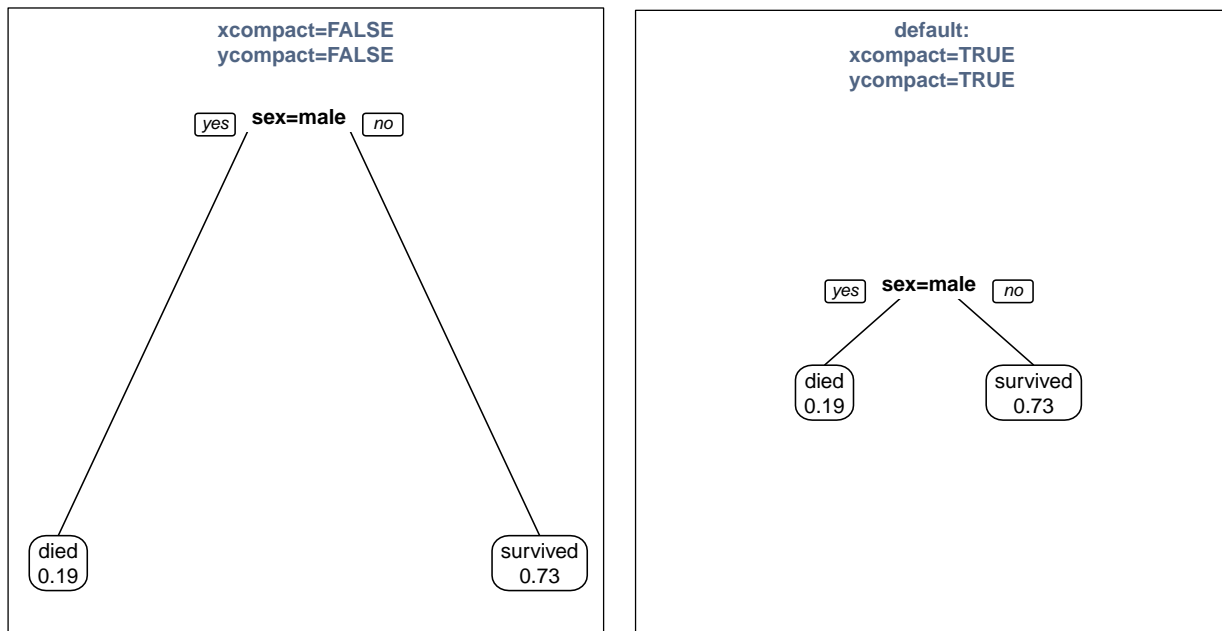 xcompact=FALSE
ycompact=FALSE
yes
sex=male
no
died
0.19
survived
0.73
default:
xcompact=TRUE
ycompact=TRUE
yes
sex=male
no
died
0.19
survived
0.73